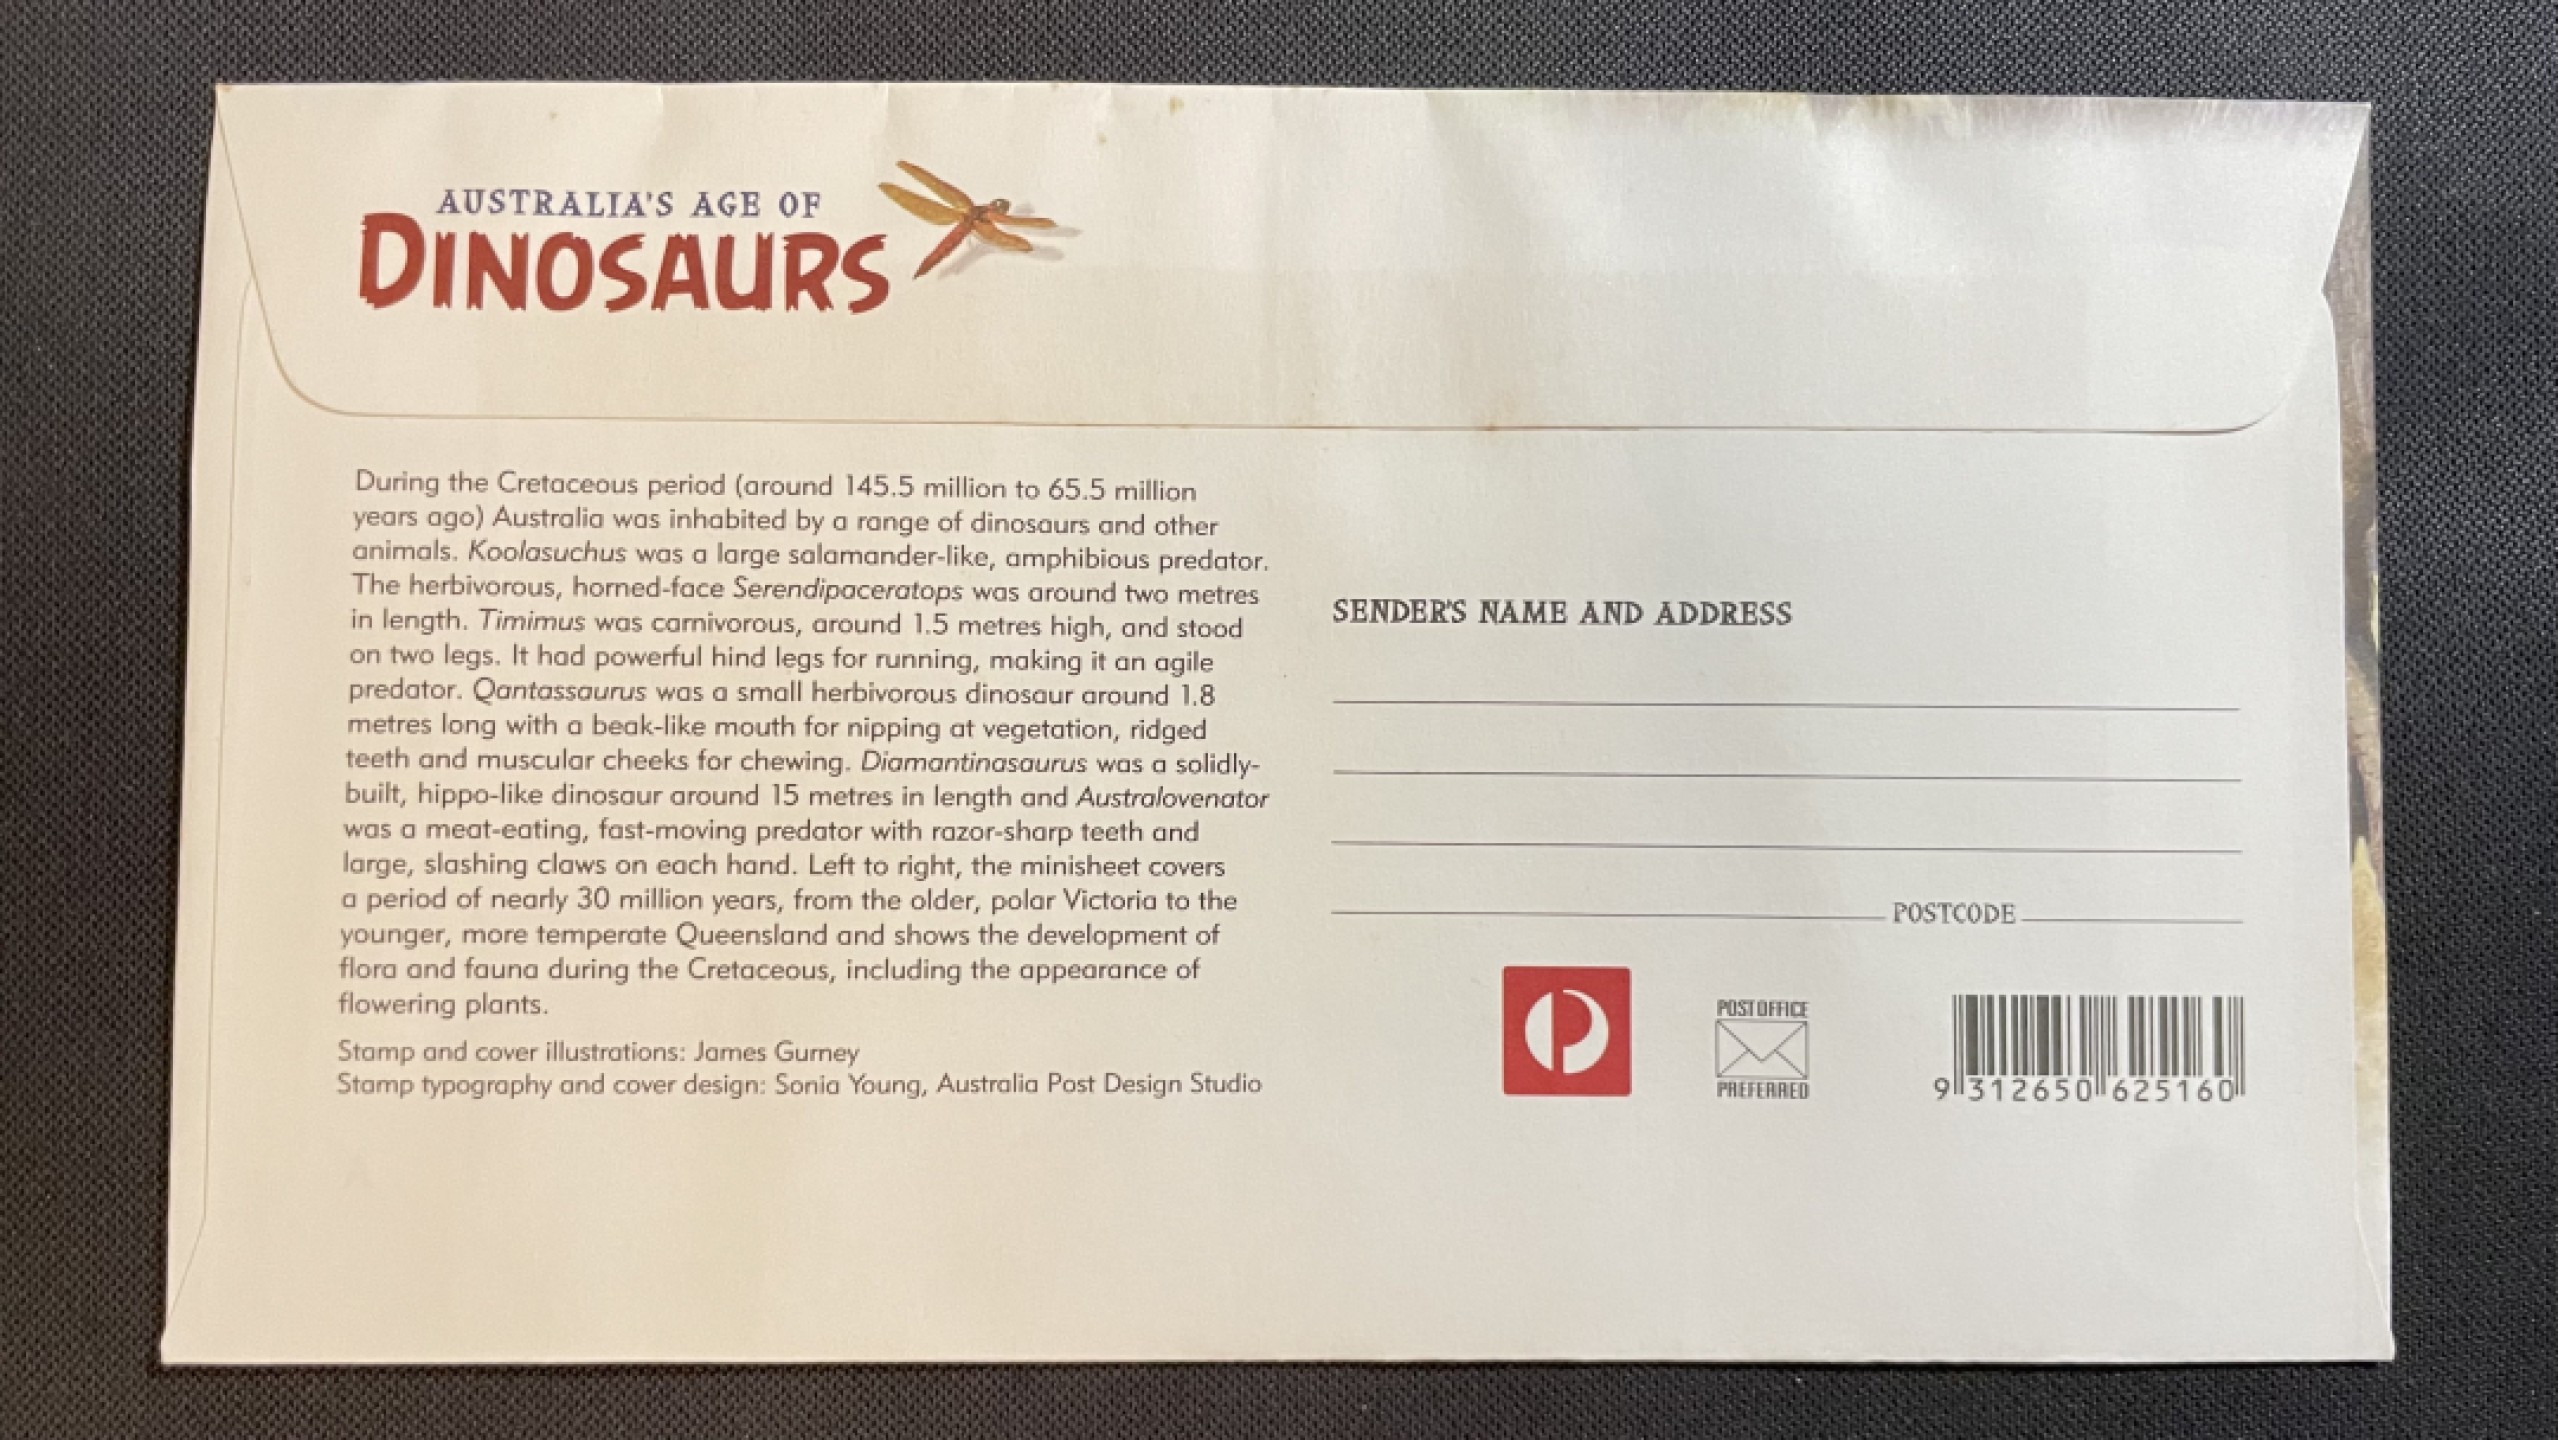 AUSTRALIA'S AGE OF
DINOSAURS
During the Cretaceous period (around 145.5 million to 65.5 million
years ago) Australia was inhabited by a range of dinosaurs and other
animals. Koolasuchus was a large salamander-like, amphibious predator.
The herbivorous, horned-face Serendipaceratops was around two metres
in length. Timimus was carnivorous, around 1.5 metres high, and stood
on two legs. It had powerful hind legs for running, making it an agile
predator. Qantassaurus was a small herbivorous dinosaur around 1.8
metres long with a beak-like mouth for nipping at vegetation, ridged
teeth and muscular cheeks for chewing. Diamantinasaurus was a solidly-
built, hippo-like dinosaur around 15 metres in length and Australovenator
was a meat-eating, fast-moving predator with razor-sharp teeth and
large, slashing claws on each hand. Left to right, the minisheet covers
a period of nearly 30 million years, from the older, polar Victoria to the
younger, more temperate Queensland and shows the development of
flora and fauna during the Cretaceous, including the appearance of
flowering plants.
Stamp and cover illustrations: James Gurney
Stamp typography and cover design: Sonia Young, Australia Post Design Studio
SENDER'S NAME AND ADDRESS
POSTCODE
POST OFFICE
PREFERRED
9 312650 625160